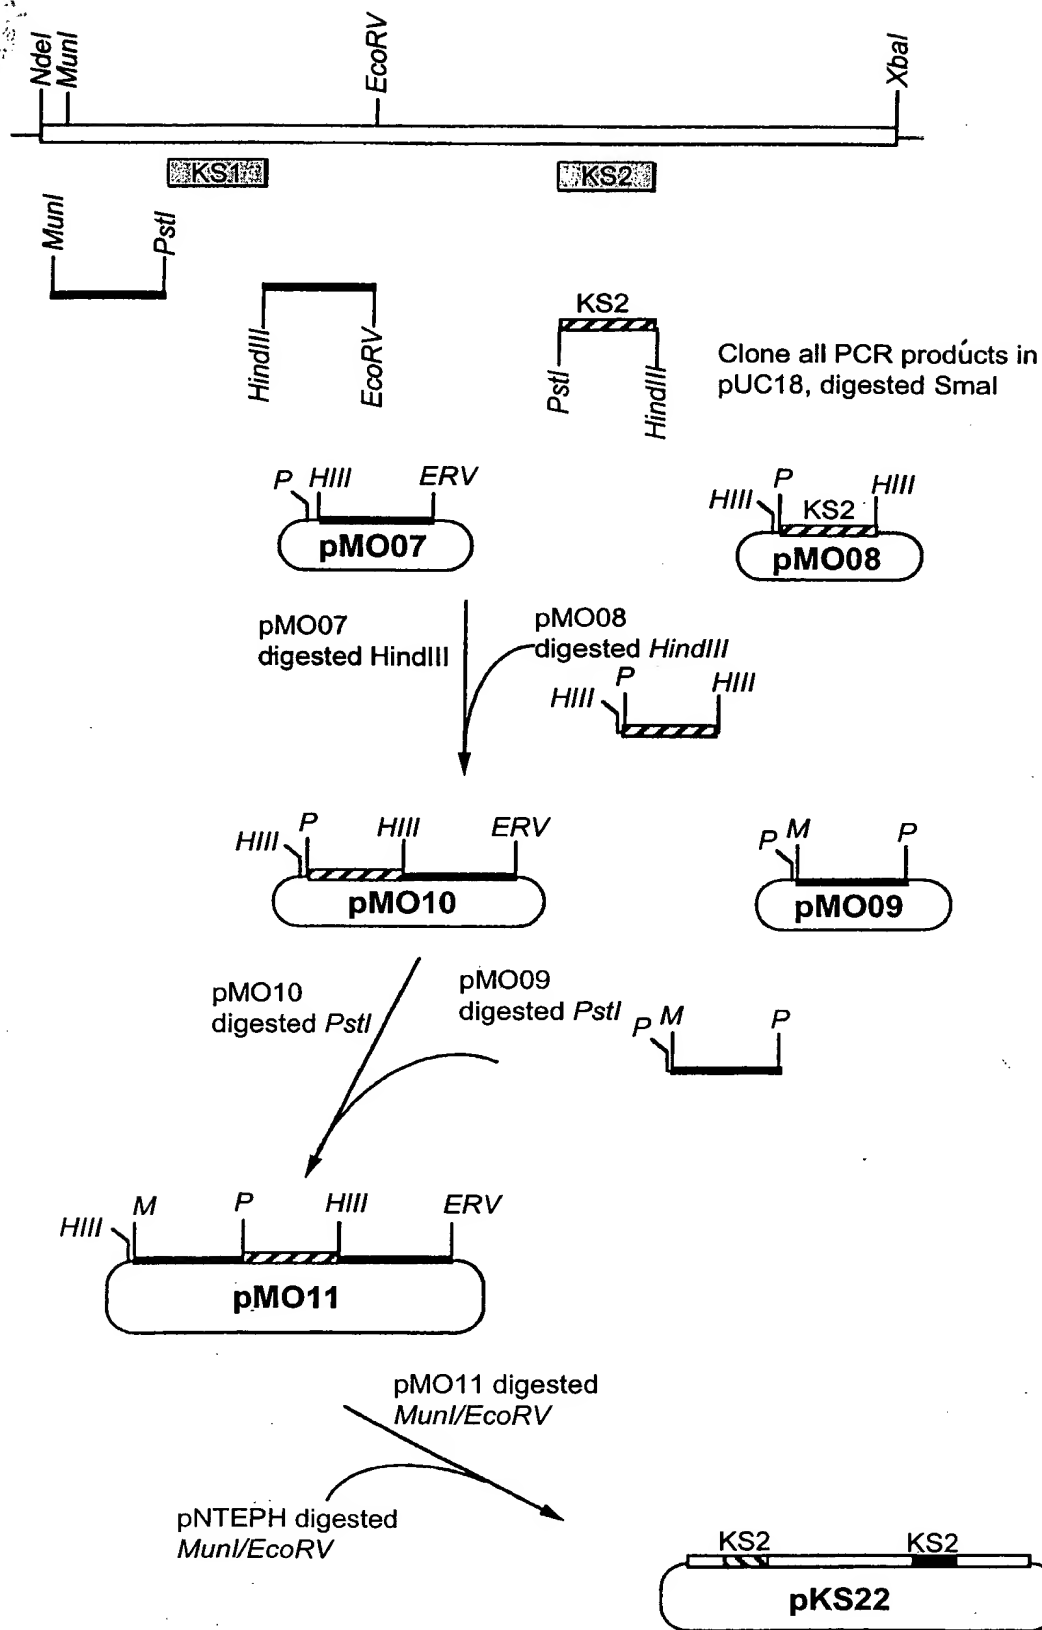 NdeI
MunI
EcoRV
XbaI
KS1
KS2
MunI
PstI
HindIII
EcoRV
KS2
PstI
HindIII
Clone all PCR products in
pUC18, digested SmaI
P HIII ERV
pMO07
HIII P KS2 HIII
pMO08
pMO07
digested HindIII
pMO08
digested HindIII
HIII P HIII
HIII P HIII ERV
pMO10
P M P
pMO09
pMO10
digested PstI
pMO09
digested PstI
P M P
HIII M P HIII ERV
pMO11
pMO11 digested
MunI/EcoRV
pNTEPH digested
MunI/EcoRV
KS2 KS2
pKS22